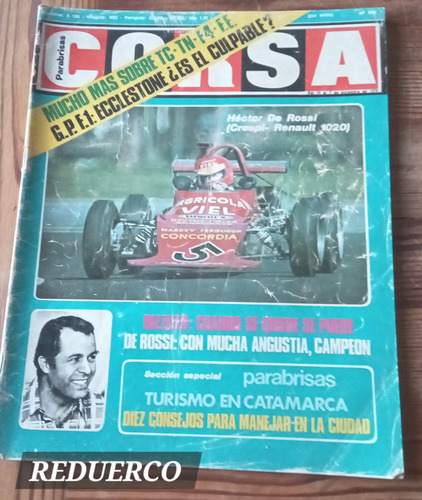 Parabrisas
CORSA
MUCHO MAS SOBRE TC-TN-F4-F.E.
G.P. F.1: ECCLESTONE ¿ES EL CULPABLE?
Héctor De Rossi
(Crespi-Renault 1020)
AGRICOLA
VIEL
MASSEY FERGUSON
CONCORDIA
5
DE ROSSI: CON MUCHA ANGUSTIA, CAMPEON
Sección especial parabrisas
TURISMO EN CATAMARCA
DIEZ CONSEJOS PARA MANEJAR EN LA CIUDAD
REDUERCO